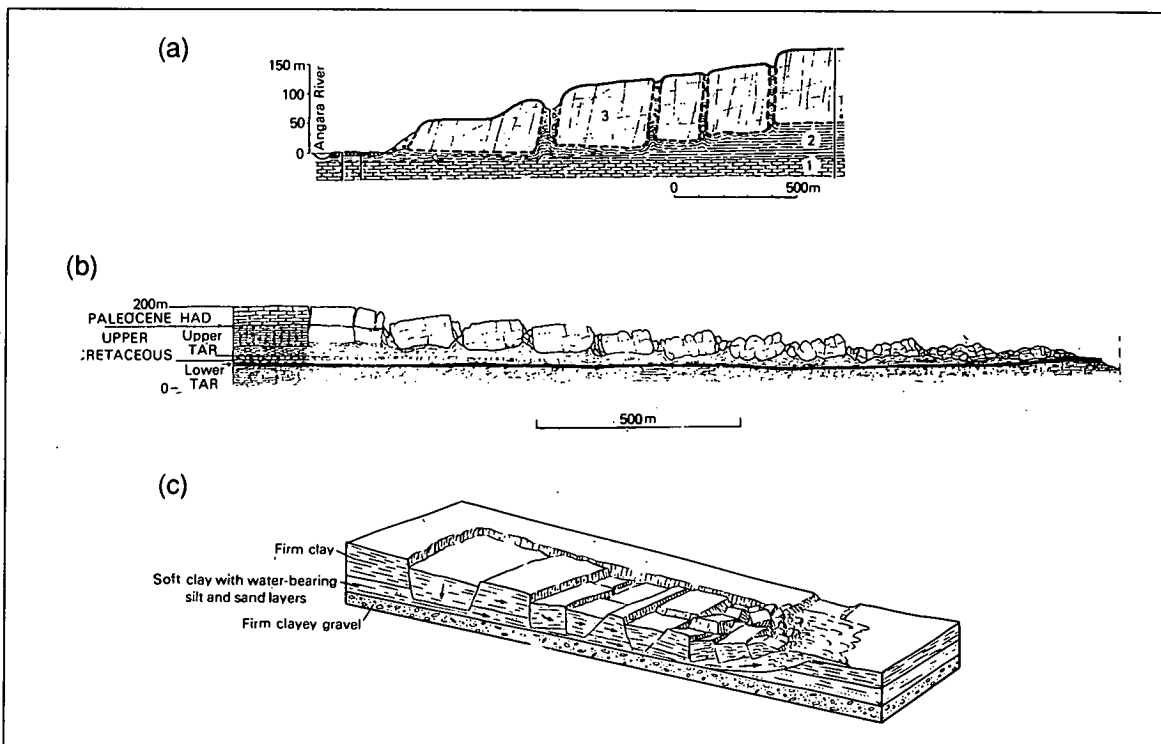 (a)
150 m
100
50
0
Angara River
3
2
1
0 500m
(b)
200m
PALEOCENE HAD
UPPER Upper
CRETACEOUS TAR
Lower
TAR
0
500 m
(c)
Firm clay
Soft clay with water-bearing
silt and sand layers
Firm clayey gravel